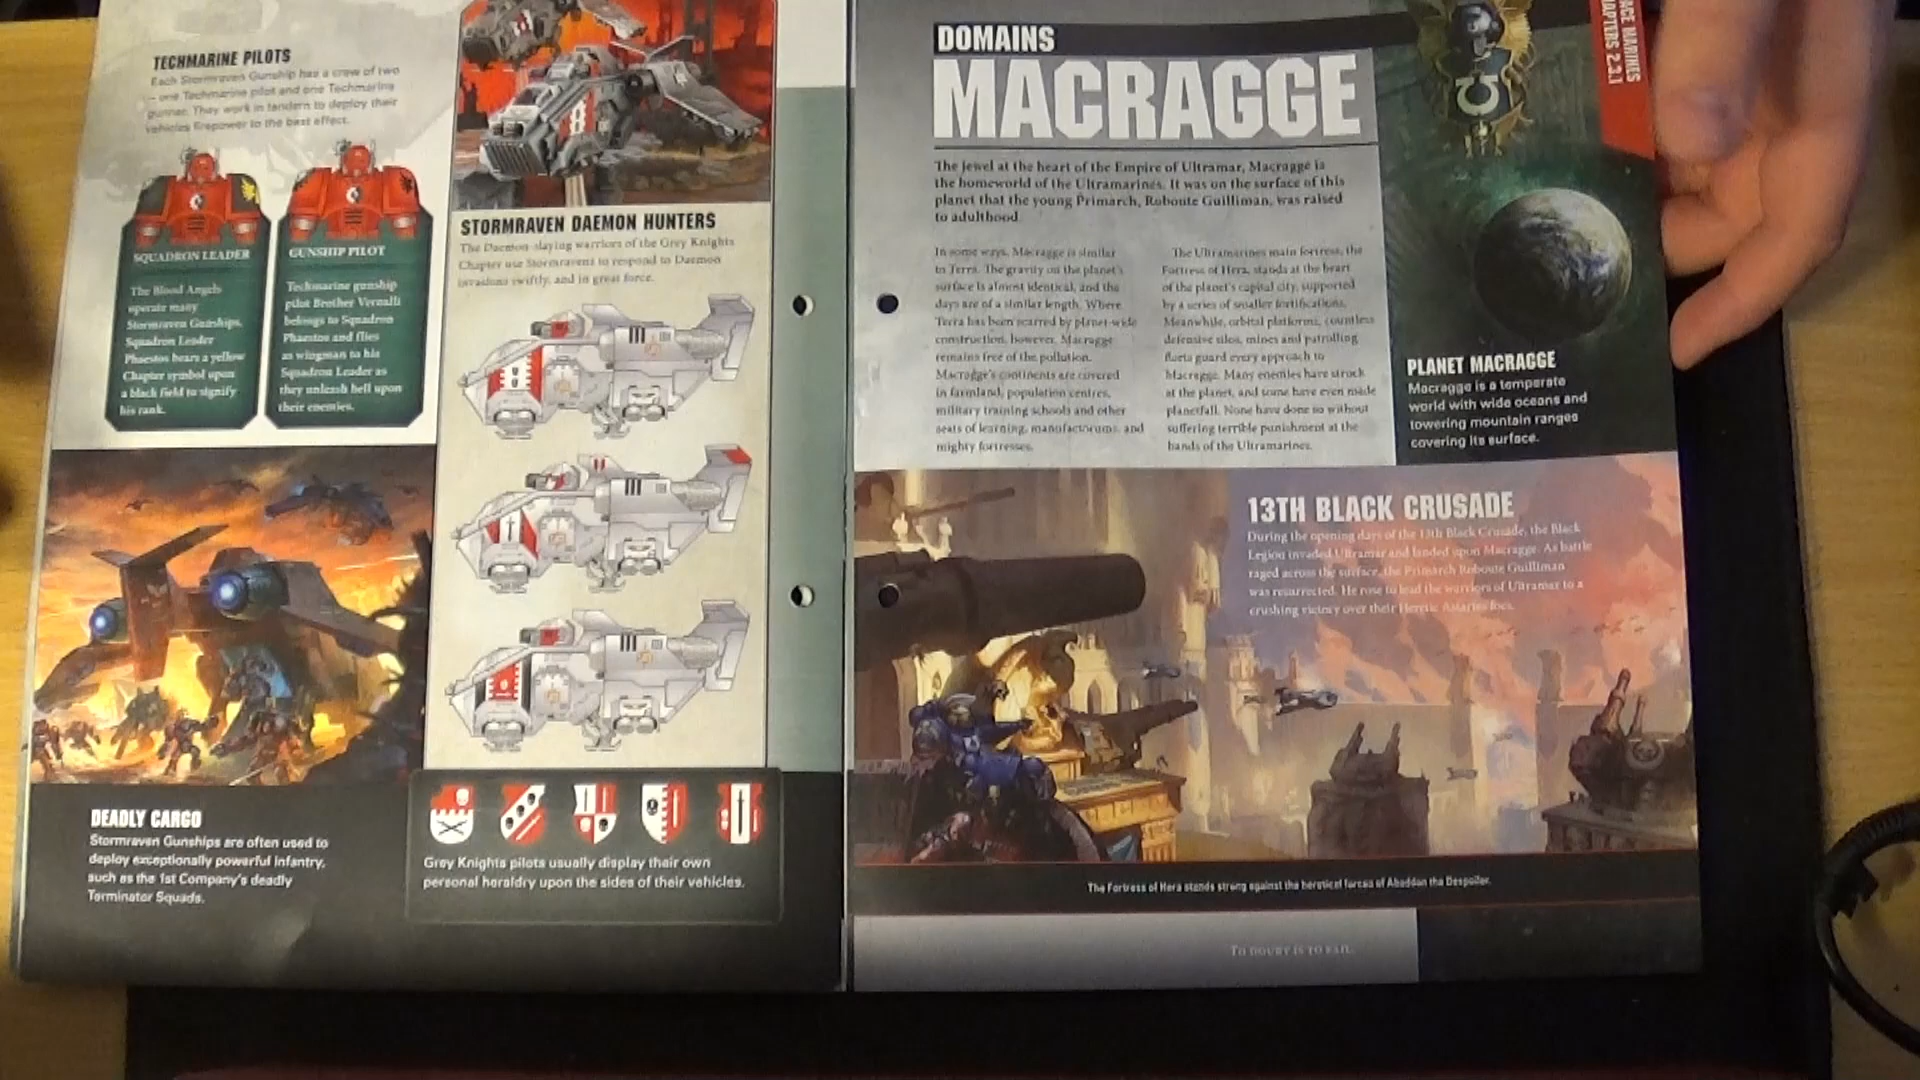 TECHMARINE PILOTS
Each Stormraven Gunship has a crew of two
– one Techmarine pilot and one Techmarine
gunner. They work in tandem to deploy their
vehicles firepower to the best effect.
SQUADRON LEADER
The Blood Angels
operate many
Stormraven Gunships.
Squadron Leader
Phaestos bears a yellow
Chapter symbol upon
a black field to signify
his rank.
GUNSHIP PILOT
Techmarine gunship
pilot Brother Vernalli
belongs to Squadron
Phaestos and flies
as wingman to his
Squadron Leader as
they unleash hell upon
their enemies.
DEADLY CARGO
Stormraven Gunships are often used to
deploy exceptionally powerful infantry,
such as the 1st Company's deadly
Terminator Squads.
STORMRAVEN DAEMON HUNTERS
The Daemon-slaying warriors of the Grey Knights
Chapter use Stormravens to respond to Daemon
invasions swiftly, and in great force.
Grey Knights pilots usually display their own
personal heraldry upon the sides of their vehicles.
DOMAINS
MACRAGGE
The jewel at the heart of the Empire of Ultramar, Macragge is
the homeworld of the Ultramarines. It was on the surface of this
planet that the young Primarch, Roboute Guilliman, was raised
to adulthood.
In some ways, Macragge is similar
to Terra. The gravity on the planet's
surface is almost identical, and the
days are of a similar length. Where
Terra has been scarred by planet-wide
construction, however, Macragge
remains free of the pollution.
Macragge's continents are covered
in farmland, population centres,
military training schools and other
seats of learning, manufactorums, and
mighty fortresses.
The Ultramarines main fortress, the
Fortress of Hera, stands at the heart
of the planet's capital city, supported
by a series of smaller fortifications.
Meanwhile, orbital platforms, countless
defensive silos, mines and patrolling
fleets guard every approach to
Macragge. Many enemies have struck
at the planet, and some have even made
planetfall. None have done so without
suffering terrible punishment at the
hands of the Ultramarines.
PLANET MACRAGGE
Macragge is a temperate
world with wide oceans and
towering mountain ranges
covering its surface.
13TH BLACK CRUSADE
During the opening days of the 13th Black Crusade, the Black
Legion invaded Ultramar and landed upon Macragge. As battle
raged across the surface, the Primarch Roboute Guilliman
was resurrected. He rose to lead the warriors of Ultramar to a
crushing victory over their Heretic Astartes foes.
The Fortress of Hera stands strong against the heretical forces of Abaddon the Despoiler.
TO DOUBT IS TO FAIL.
MARINES
2.3.1